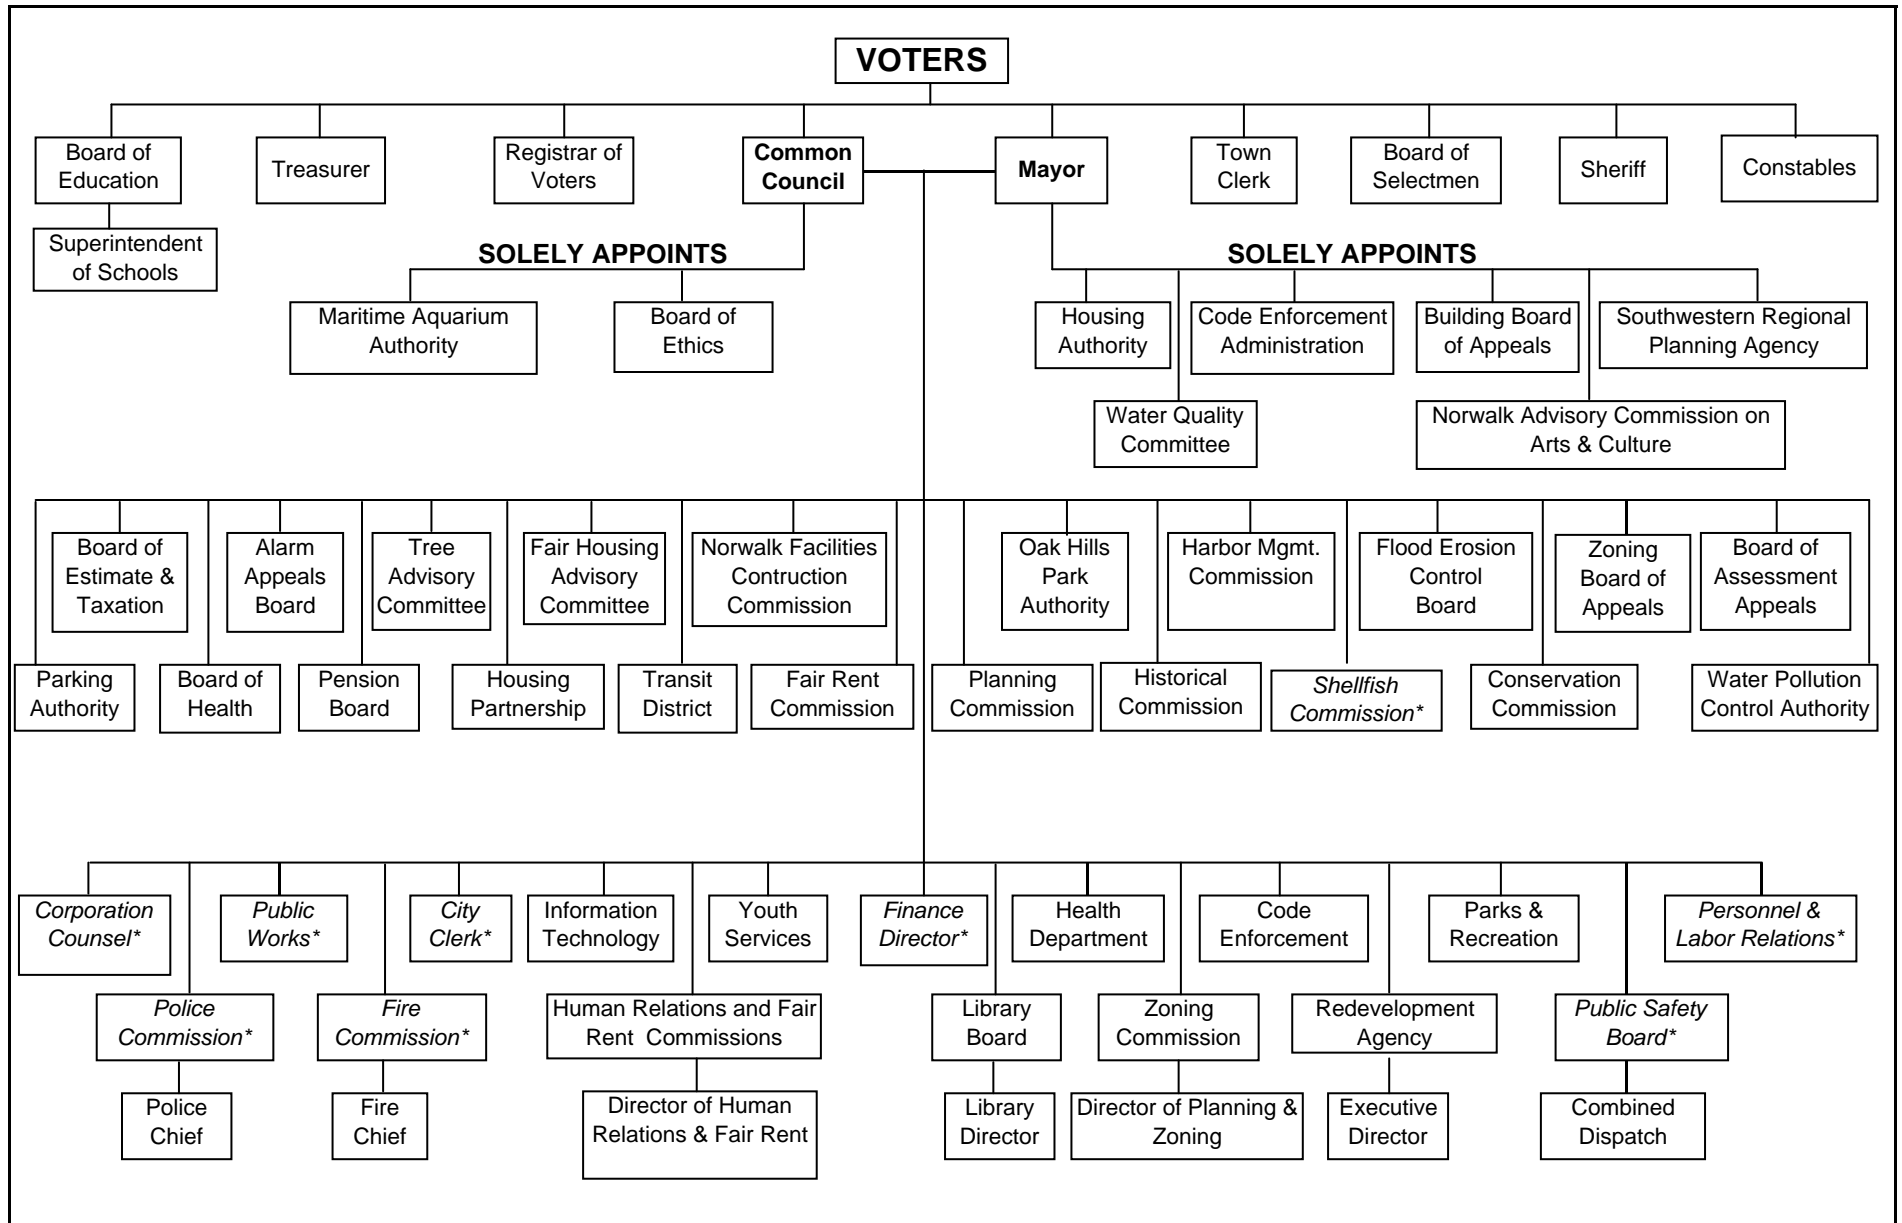 VOTERS
Board of
Education
Treasurer
Registrar of
Voters
Common
Council
Mayor
Town
Clerk
Board of
Selectmen
Sheriff
Constables
Superintendent
of Schools
SOLELY APPOINTS
SOLELY APPOINTS
Maritime Aquarium
Authority
Board of
Ethics
Housing
Authority
Code Enforcement
Administration
Building Board
of Appeals
Southwestern Regional
Planning Agency
Water Quality
Committee
Norwalk Advisory Commission on
Arts & Culture
Board of
Estimate &
Taxation
Alarm
Appeals
Board
Tree
Advisory
Committee
Fair Housing
Advisory
Committee
Norwalk Facilities
Contruction
Commission
Oak Hills
Park
Authority
Harbor Mgmt.
Commission
Flood Erosion
Control
Board
Zoning
Board of
Appeals
Board of
Assessment
Appeals
Parking
Authority
Board of
Health
Pension
Board
Housing
Partnership
Transit
District
Fair Rent
Commission
Planning
Commission
Historical
Commission
Shellfish
Commission*
Conservation
Commission
Water Pollution
Control Authority
Corporation
Counsel*
Public
Works*
City
Clerk*
Information
Technology
Youth
Services
Finance
Director*
Health
Department
Code
Enforcement
Parks &
Recreation
Personnel &
Labor Relations*
Police
Commission*
Fire
Commission*
Human Relations and Fair
Rent  Commissions
Library
Board
Zoning
Commission
Redevelopment
Agency
Public Safety
Board*
Police
Chief
Fire
Chief
Director of Human
Relations & Fair Rent
Library
Director
Director of Planning &
Zoning
Executive
Director
Combined
Dispatch